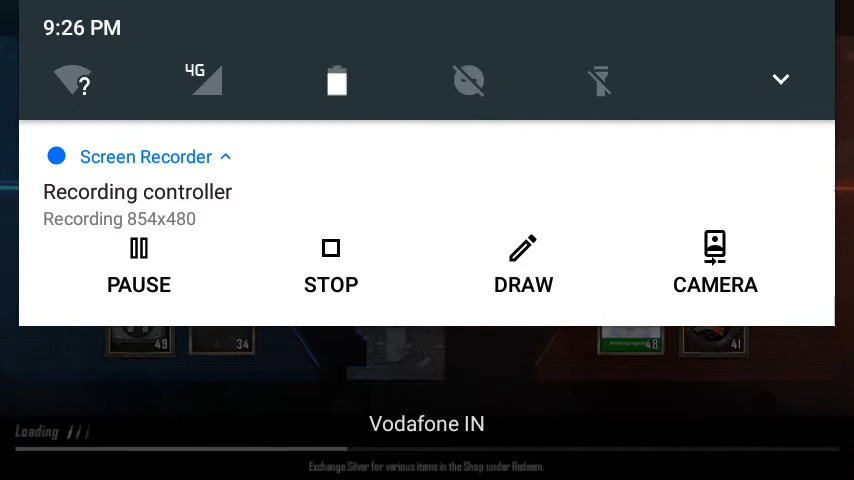 9:26 PM
?
4G
Screen Recorder
Recording controller
Recording 854x480
PAUSE
STOP
DRAW
CAMERA
49
34
48
41
Vodafone IN
Loading
Exchange Silver for various items in the Shop under Redeem.